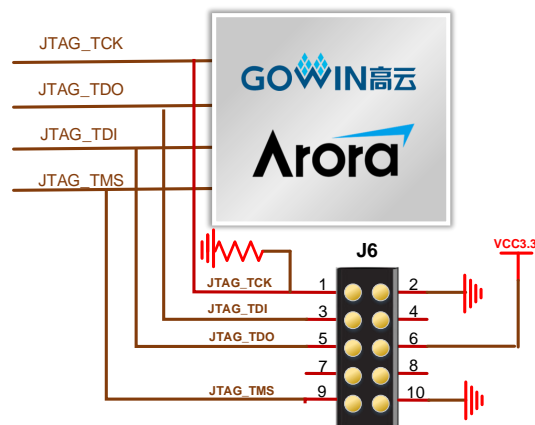 JTAG_TCK
GOWIN高云
JTAG_TDO
JTAG_TDI
Arora
JTAG_TMS
J6
VCC3.3
JTAG_TCK 1 2
JTAG_TDI 3 4
JTAG_TDO 5 6
7 8
JTAG_TMS 9 10